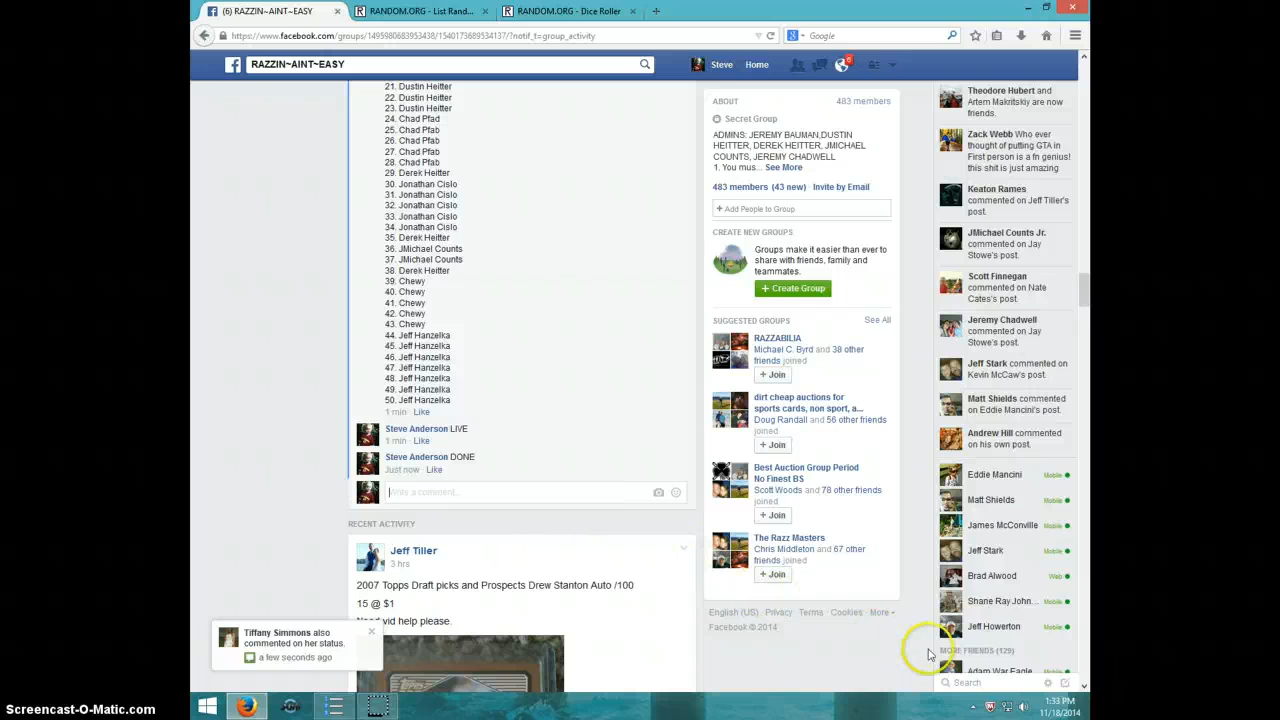 (6) RAZZIN~AINT~EASY
RANDOM.ORG - List Rand...
RANDOM.ORG - Dice Roller
https://www.facebook.com/groups/1495980683953438/1540173689534137/?notif_t=group_activity
Google
RAZZIN~AINT~EASY
Steve
Home
6
21. Dustin Heitter
22. Dustin Heitter
23. Dustin Heitter
24. Chad Pfad
25. Chad Pfab
26. Chad Pfab
27. Chad Pfab
28. Chad Pfab
29. Derek Heitter
30. Jonathan Cislo
31. Jonathan Cislo
32. Jonathan Cislo
33. Jonathan Cislo
34. Jonathan Cislo
35. Derek Heitter
36. JMichael Counts
37. JMichael Counts
38. Derek Heitter
39. Chewy
40. Chewy
41. Chewy
42. Chewy
43. Chewy
44. Jeff Hanzelka
45. Jeff Hanzelka
46. Jeff Hanzelka
47. Jeff Hanzelka
48. Jeff Hanzelka
49. Jeff Hanzelka
50. Jeff Hanzelka
1 min · Like
Steve Anderson LIVE
1 min · Like
Steve Anderson DONE
Just now · Like
Write a comment...
RECENT ACTIVITY
Jeff Tiller
3 hrs
2007 Topps Draft picks and Prospects Drew Stanton Auto /100
15 @ $1
vid help please.
Tiffany Simmons also
commented on her status.
a few seconds ago
ABOUT
483 members
Secret Group
ADMINS: JEREMY BAUMAN,DUSTIN
HEITTER, DEREK HEITTER, JMICHAEL
COUNTS, JEREMY CHADWELL
1. You mus... See More
483 members (43 new) · Invite by Email
+ Add People to Group
CREATE NEW GROUPS
Groups make it easier than ever to
share with friends, family and
teammates.
+ Create Group
SUGGESTED GROUPS
See All
RAZZABILIA
Michael C. Byrd and 38 other
friends joined
+ Join
dirt cheap auctions for
sports cards, non sport, a...
Doug Randall and 56 other friends
joined
+ Join
Best Auction Group Period
No Finest BS
Scott Woods and 78 other friends
joined
+ Join
The Razz Masters
Chris Middleton and 67 other
friends joined
+ Join
English (US) · Privacy · Terms · Cookies · More
Facebook © 2014
Theodore Hubert and
Artem Makritskiy are now
friends.
Zack Webb Who ever
thought of putting GTA in
First person is a fn genius!
this shit is just amazing
Keaton Rames
commented on Jeff Tiller's
post.
JMichael Counts Jr.
commented on Jay
Stowe's post.
Scott Finnegan
commented on Nate
Cates's post.
Jeremy Chadwell
commented on Jay
Stowe's post.
Jeff Stark commented on
Kevin McCaw's post.
Matt Shields commented
on Eddie Mancini's post.
Andrew Hill commented
on his own post.
Eddie Mancini Mobile
Matt Shields Mobile
James McConville Mobile
Jeff Stark Mobile
Brad Alwood Web
Shane Ray John... Mobile
Jeff Howerton Mobile
MORE FRIENDS (129)
Adam War Eagle Mobile
Search
1:33 PM
11/18/2014
Screencast-O-Matic.com